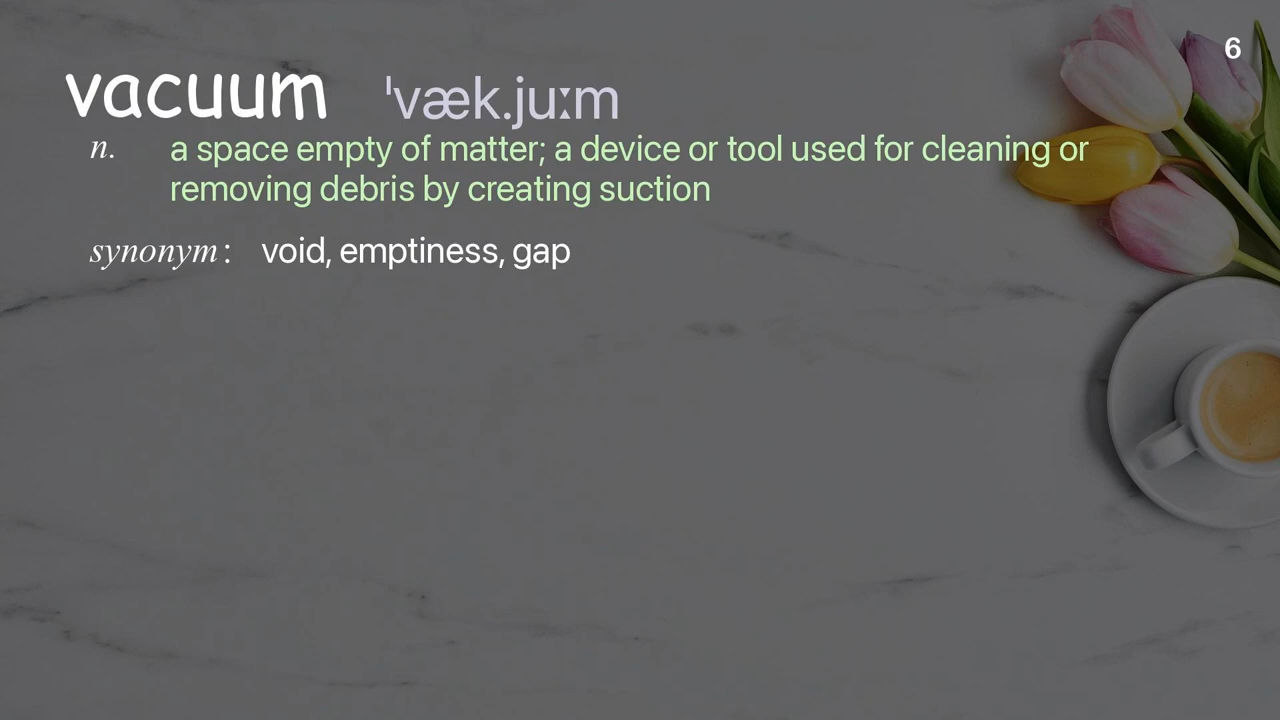 6
vacuum ˈvæk.juːm
n. a space empty of matter; a device or tool used for cleaning or
removing debris by creating suction
synonym: void, emptiness, gap